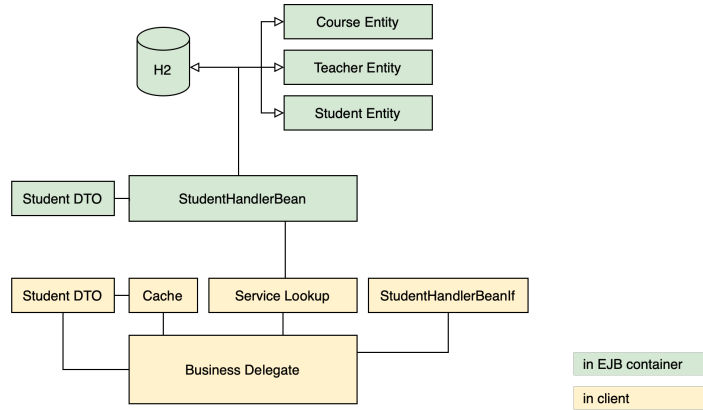 Course Entity
H2
Teacher Entity
Student Entity
Student DTO
StudentHandlerBean
Student DTO
Cache
Service Lookup
StudentHandlerBeanIf
Business Delegate
in EJB container
in client